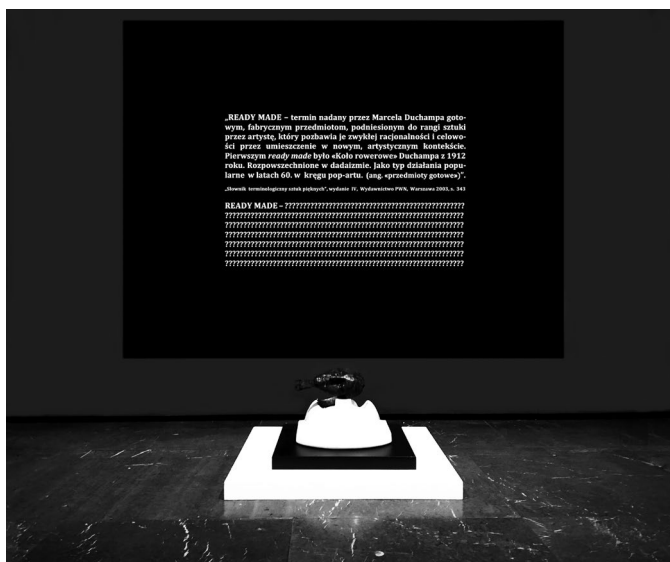 „READY MADE – termin nadany przez Marcela Duchampa goto-
wym, fabrycznym przedmiotom, podniesionym do rangi sztuki
przez artystę, który pozbawia je zwykłej racjonalności i celowo-
ści przez umieszczenie w nowym, artystycznym kontekście.
Pierwszym ready made było «Koło rowerowe» Duchampa z 1912
roku. Rozpowszechnione w dadaizmie. Jako typ działania popu-
larne w latach 60. w kręgu pop-artu. (ang. «przedmioty gotowe»)”.
„Słownik terminologiczny sztuk pięknych”, wydanie IV, Wydawnictwo PWN, Warszawa 2003, s. 343
READY MADE – ?????????????????????????????????????????????????
?????????????????????????????????????????????????????????????????
?????????????????????????????????????????????????????????????????
?????????????????????????????????????????????????????????????????
?????????????????????????????????????????????????????????????????
?????????????????????????????????????????????????????????????????
?????????????????????????????????????????????????????????????????